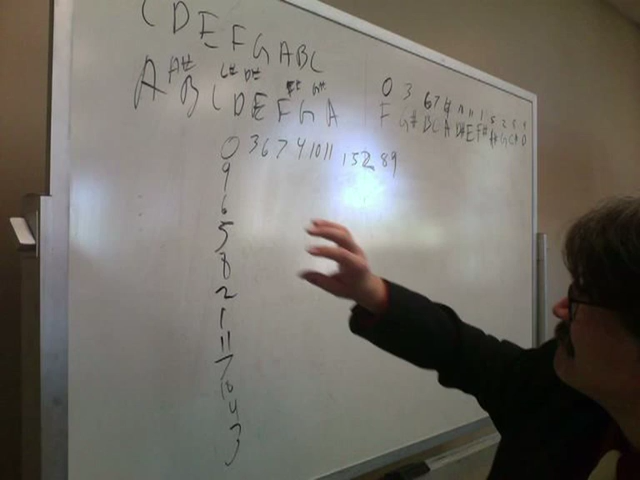 C D E F G A B C
A A# B C C# D D# E F F# G G# A
0 3 6 7 4 10 11 1 5 2 8 9
F G# B C A D# E F# A# G C# D
0 3 6 7 4 10 11 1 5 2 8 9
9
6
5
8
2
1
11
7
10
4
3